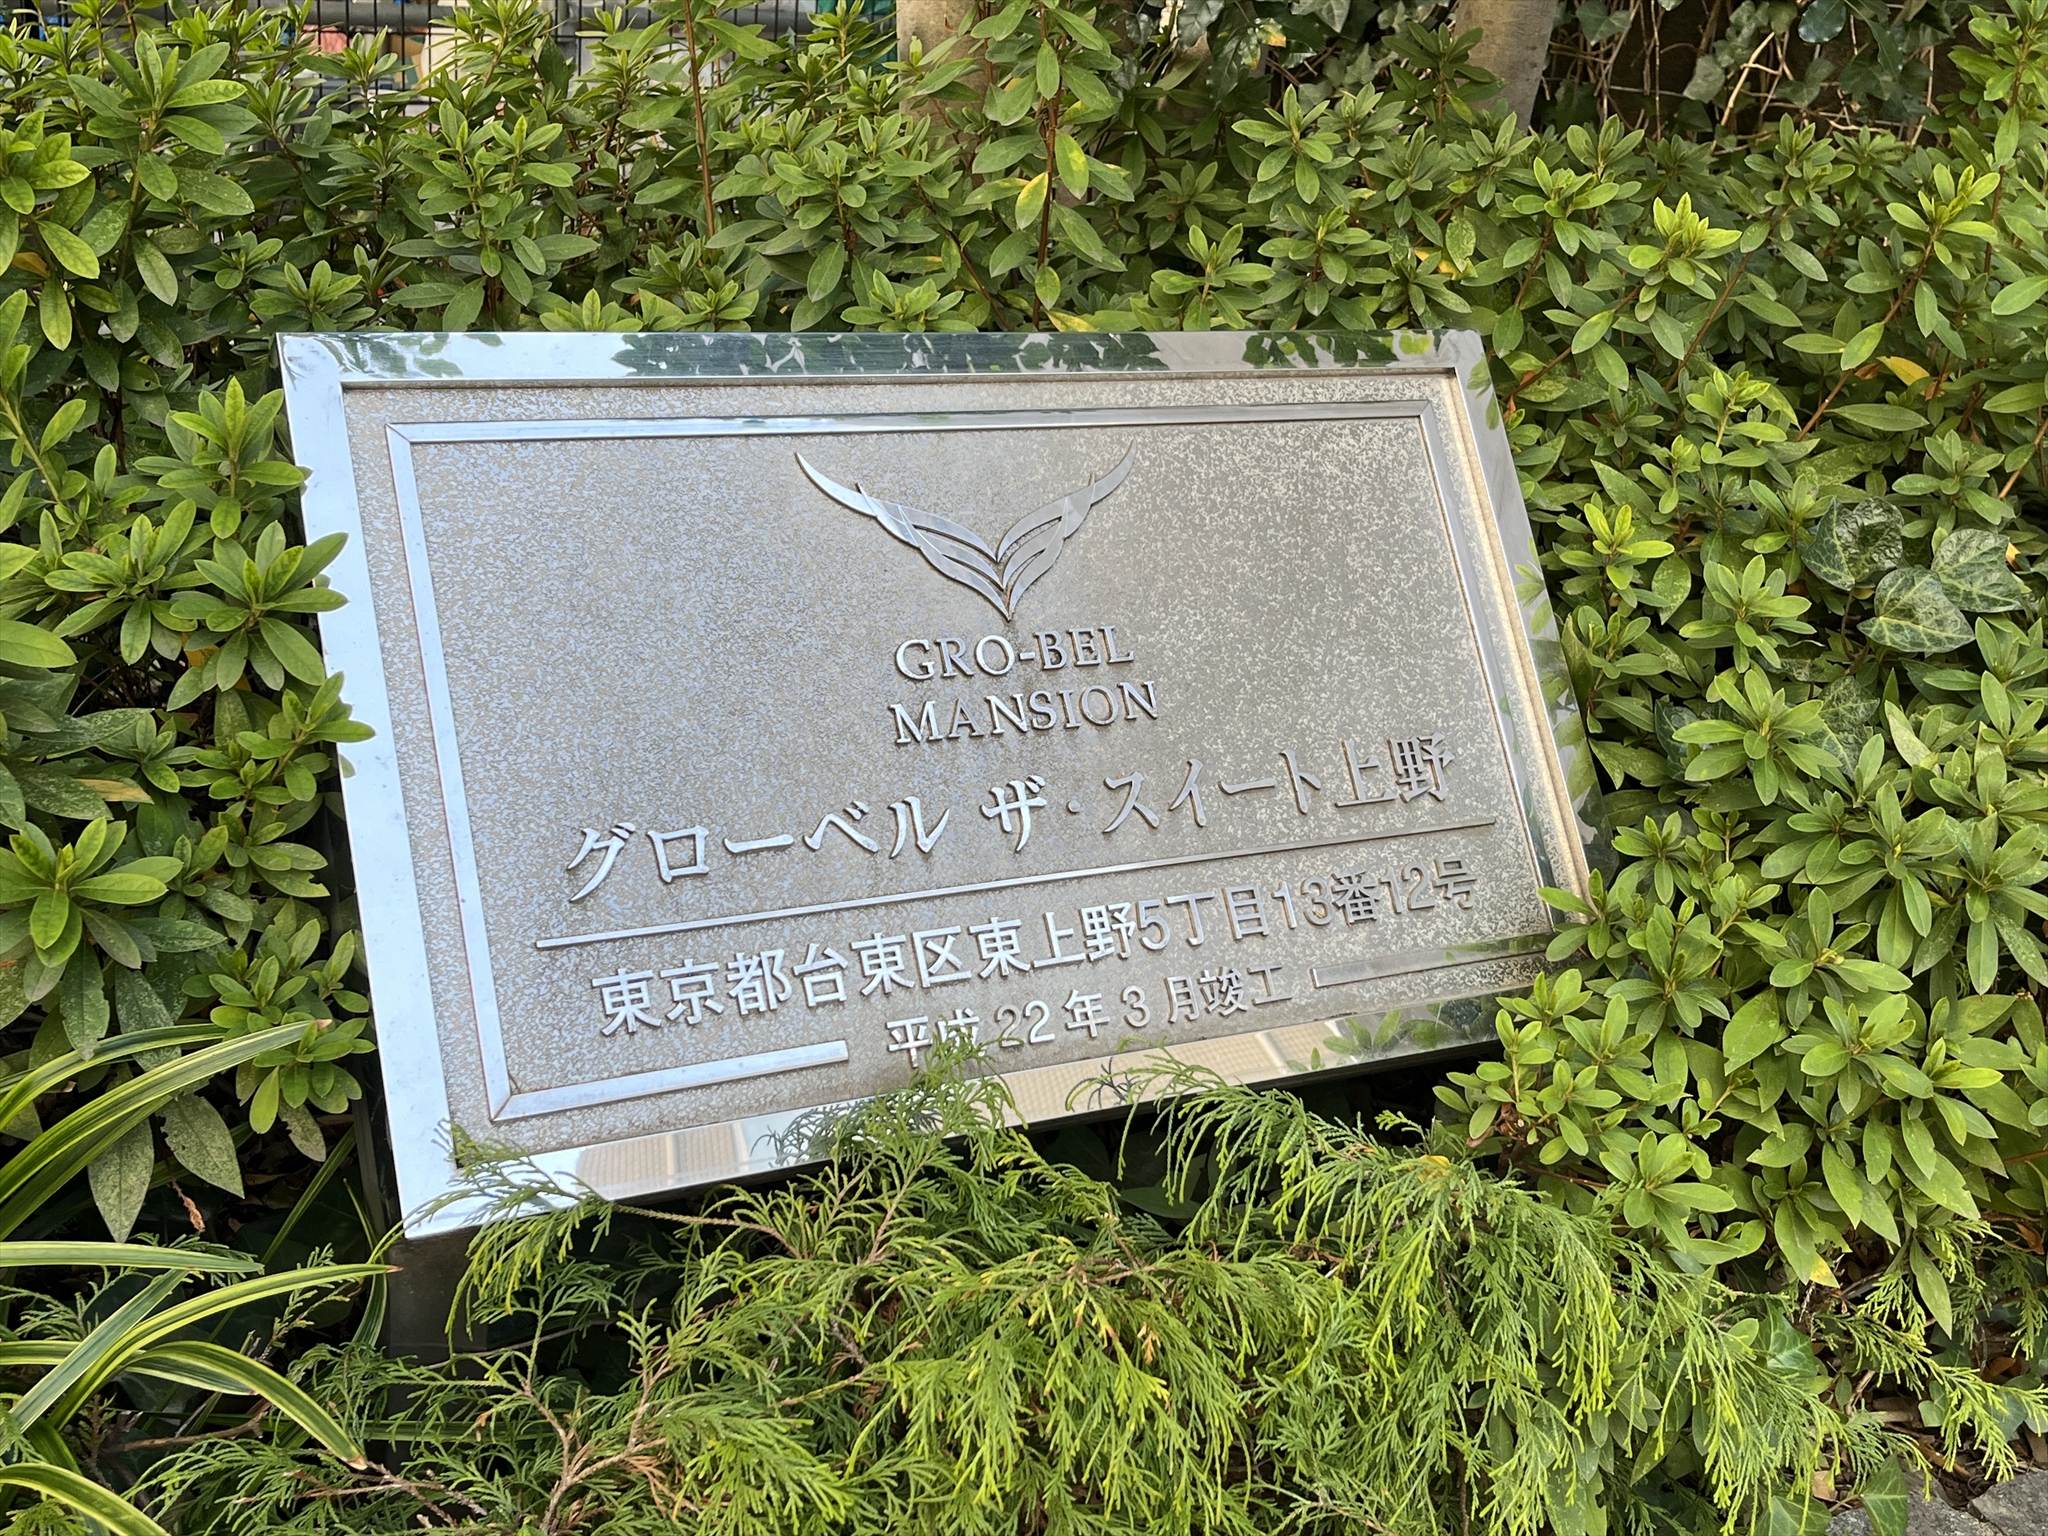 GRO-BEL
MANSION
グローベル ザ・スイート上野
東京都台東区東上野5丁目13番12号
平成22年3月竣工